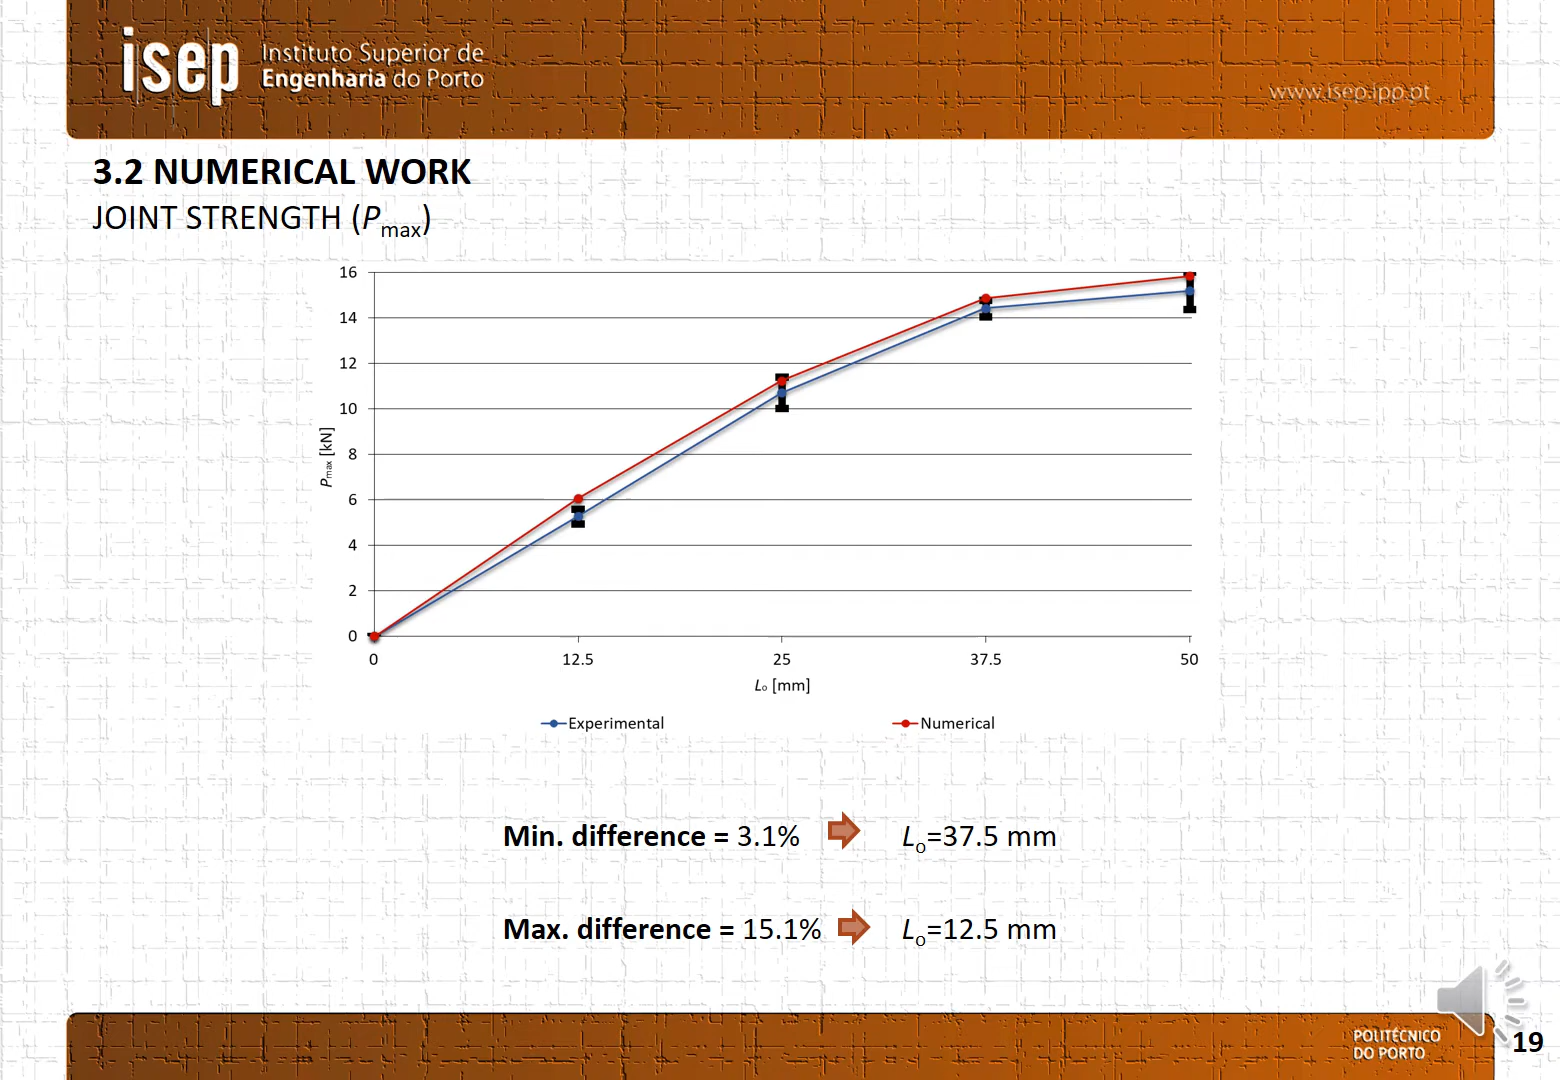 isep
Instituto Superior de
Engenharia do Porto
www.isep.ipp.pt
3.2 NUMERICAL WORK
JOINT STRENGTH (Pmax)
16
14
12
10
8
6
4
2
0
Pmax [kN]
0 12.5 25 37.5 50
Lo [mm]
Experimental Numerical
Min. difference = 3.1% Lo=37.5 mm
Max. difference = 15.1% Lo=12.5 mm
POLITÉCNICO
DO PORTO
19